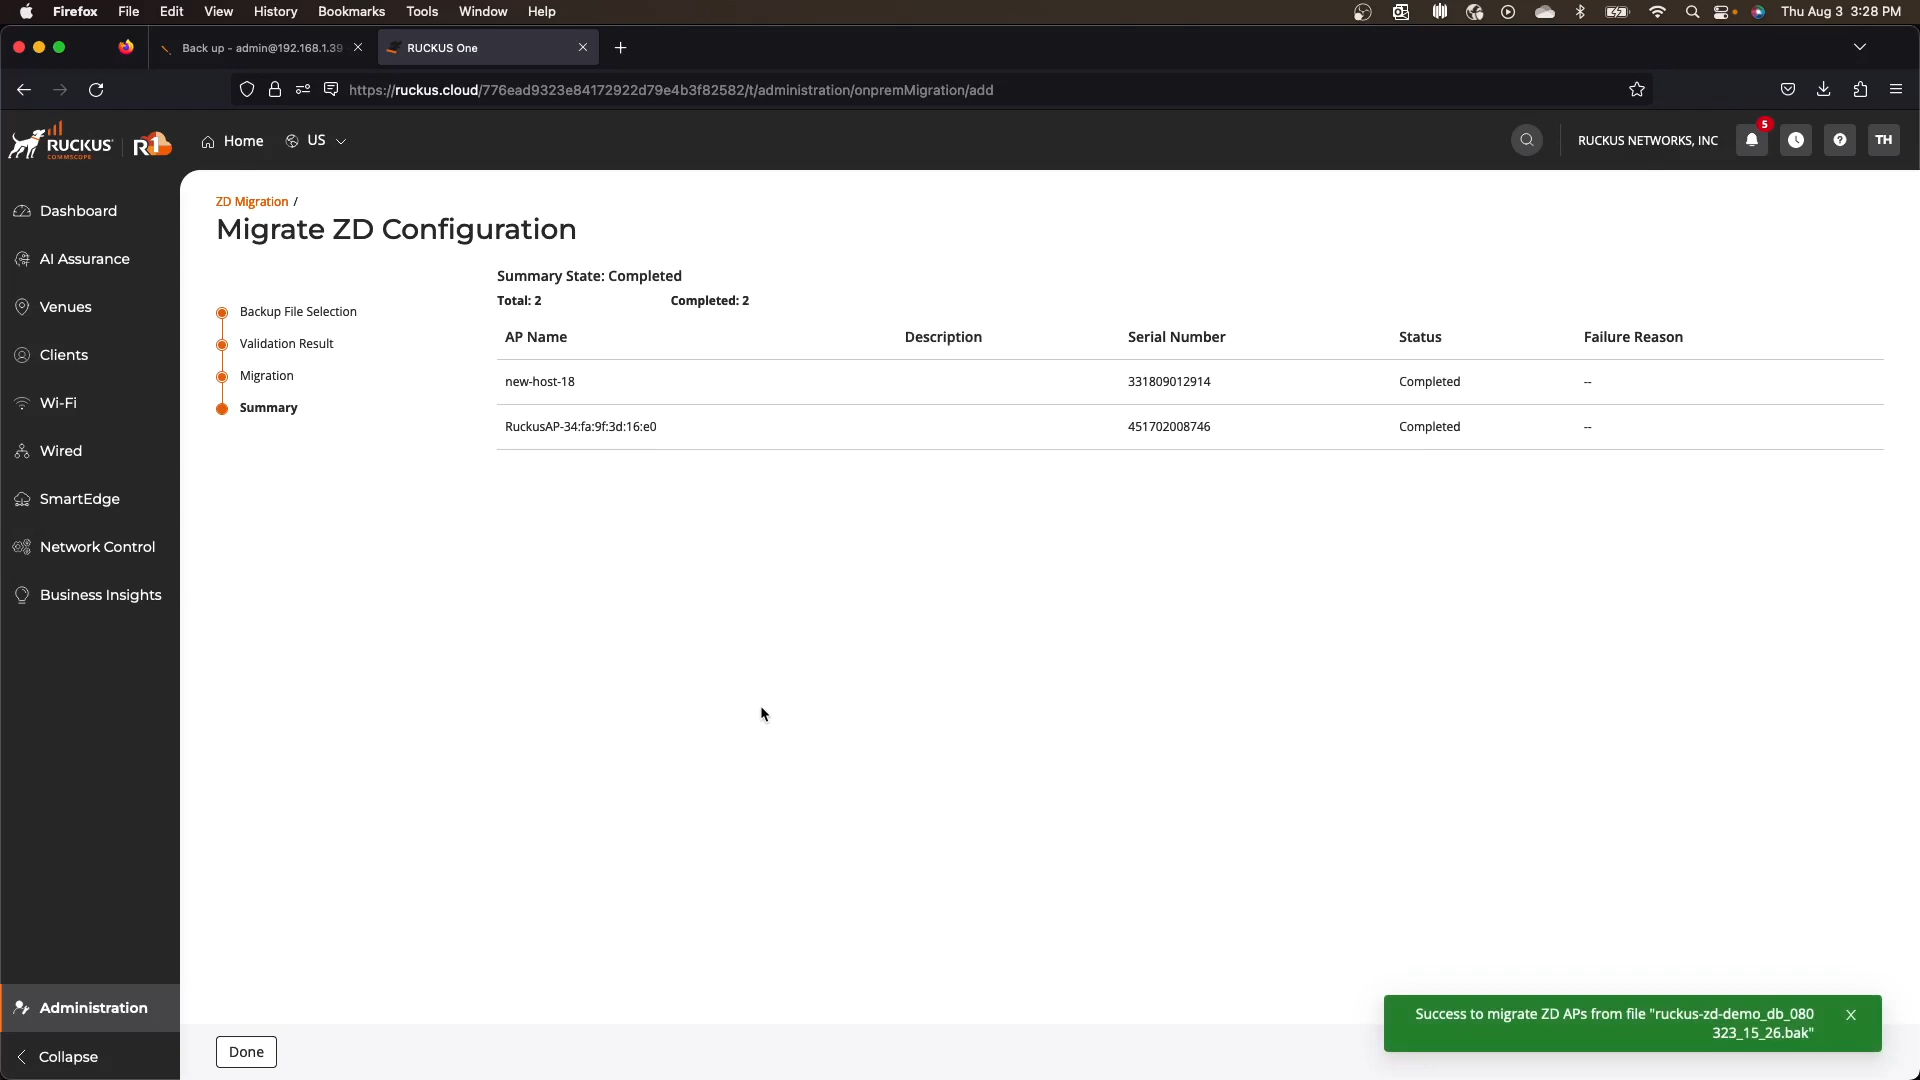 Firefox File Edit View History Bookmarks Tools Window Help Thu Aug 3 3:28 PM
Back up - admin@192.168.1.39 RUCKUS One
https://ruckus.cloud/776ead9323e84172922d79e4b3f82582/t/administration/onpremMigration/add
RUCKUS COMMSCOPE R1 Home US RUCKUS NETWORKS, INC 5 TH
Dashboard
AI Assurance
Venues
Clients
Wi-Fi
Wired
SmartEdge
Network Control
Business Insights
Administration
Collapse
ZD Migration /
Migrate ZD Configuration
Backup File Selection
Validation Result
Migration
Summary
Summary State: Completed
Total: 2 Completed: 2
AP Name Description Serial Number Status Failure Reason
new-host-18 331809012914 Completed --
RuckusAP-34:fa:9f:3d:16:e0 451702008746 Completed --
Done
Success to migrate ZD APs from file "ruckus-zd-demo_db_080
323_15_26.bak"